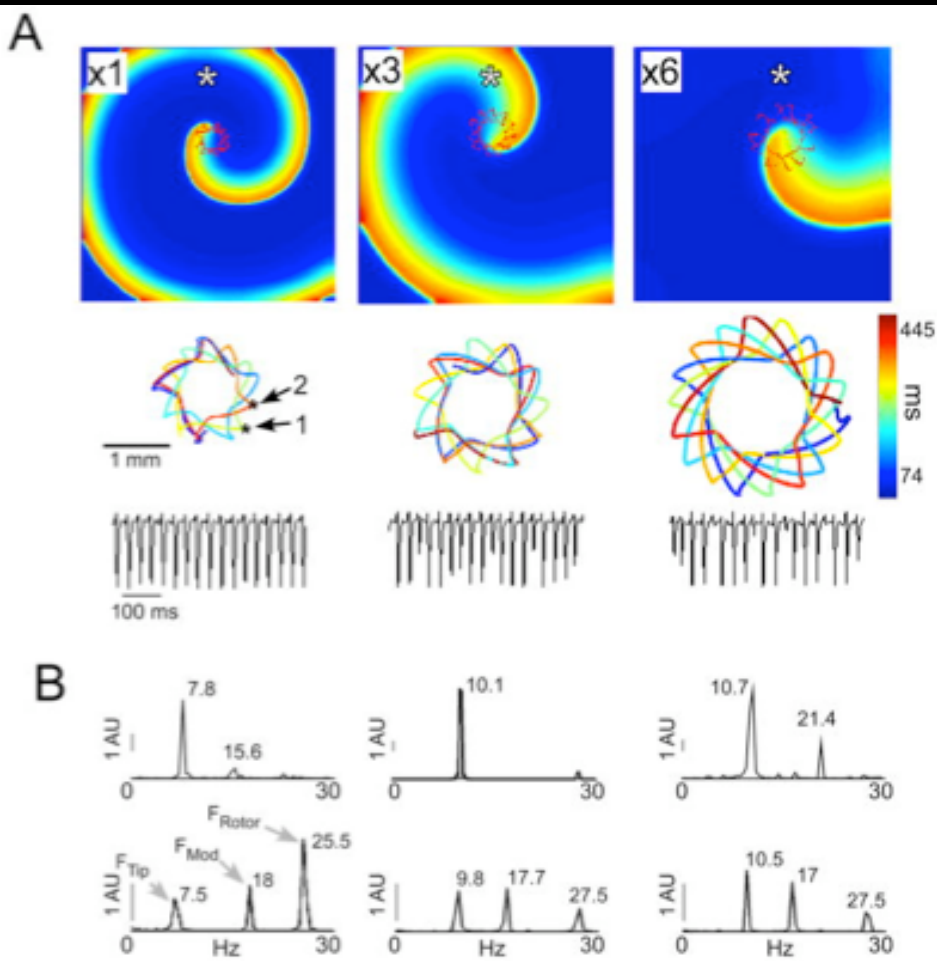 A
x1 x3 x6
* * *
445
2
1
ms
1 mm
74
100 ms
B
7.8 10.1 10.7
21.4
15.6
1 AU 1 AU 1 AU
0 30 0 30 0 30
F_Rotor 25.5
F_Mod
F_Tip 7.5 18 9.8 17.7 27.5 10.5 17 27.5
1 AU 1 AU 1 AU
0 Hz 30 0 Hz 30 0 Hz 30